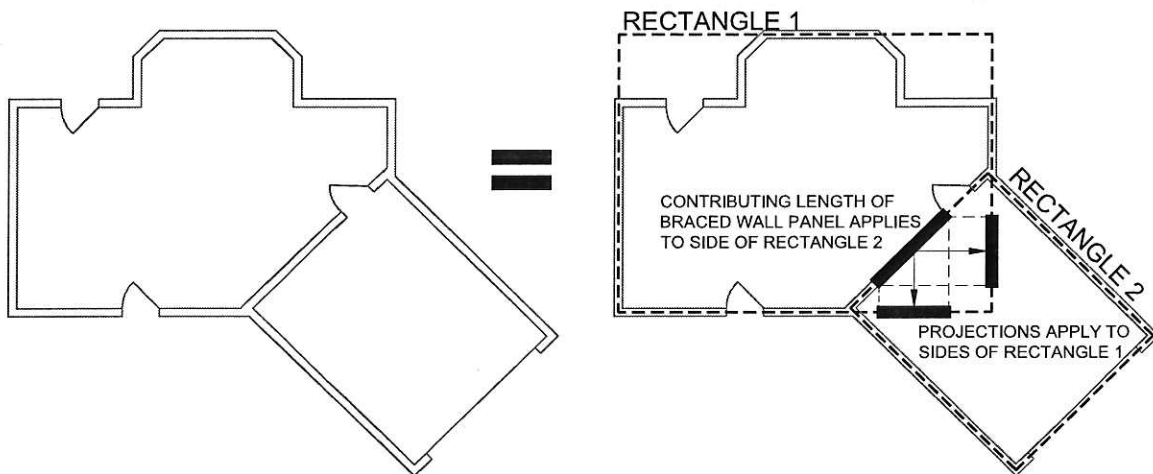 RECTANGLE 1
CONTRIBUTING LENGTH OF
BRACED WALL PANEL APPLIES
TO SIDE OF RECTANGLE 2
RECTANGLE 2
PROJECTIONS APPLY TO
SIDES OF RECTANGLE 1